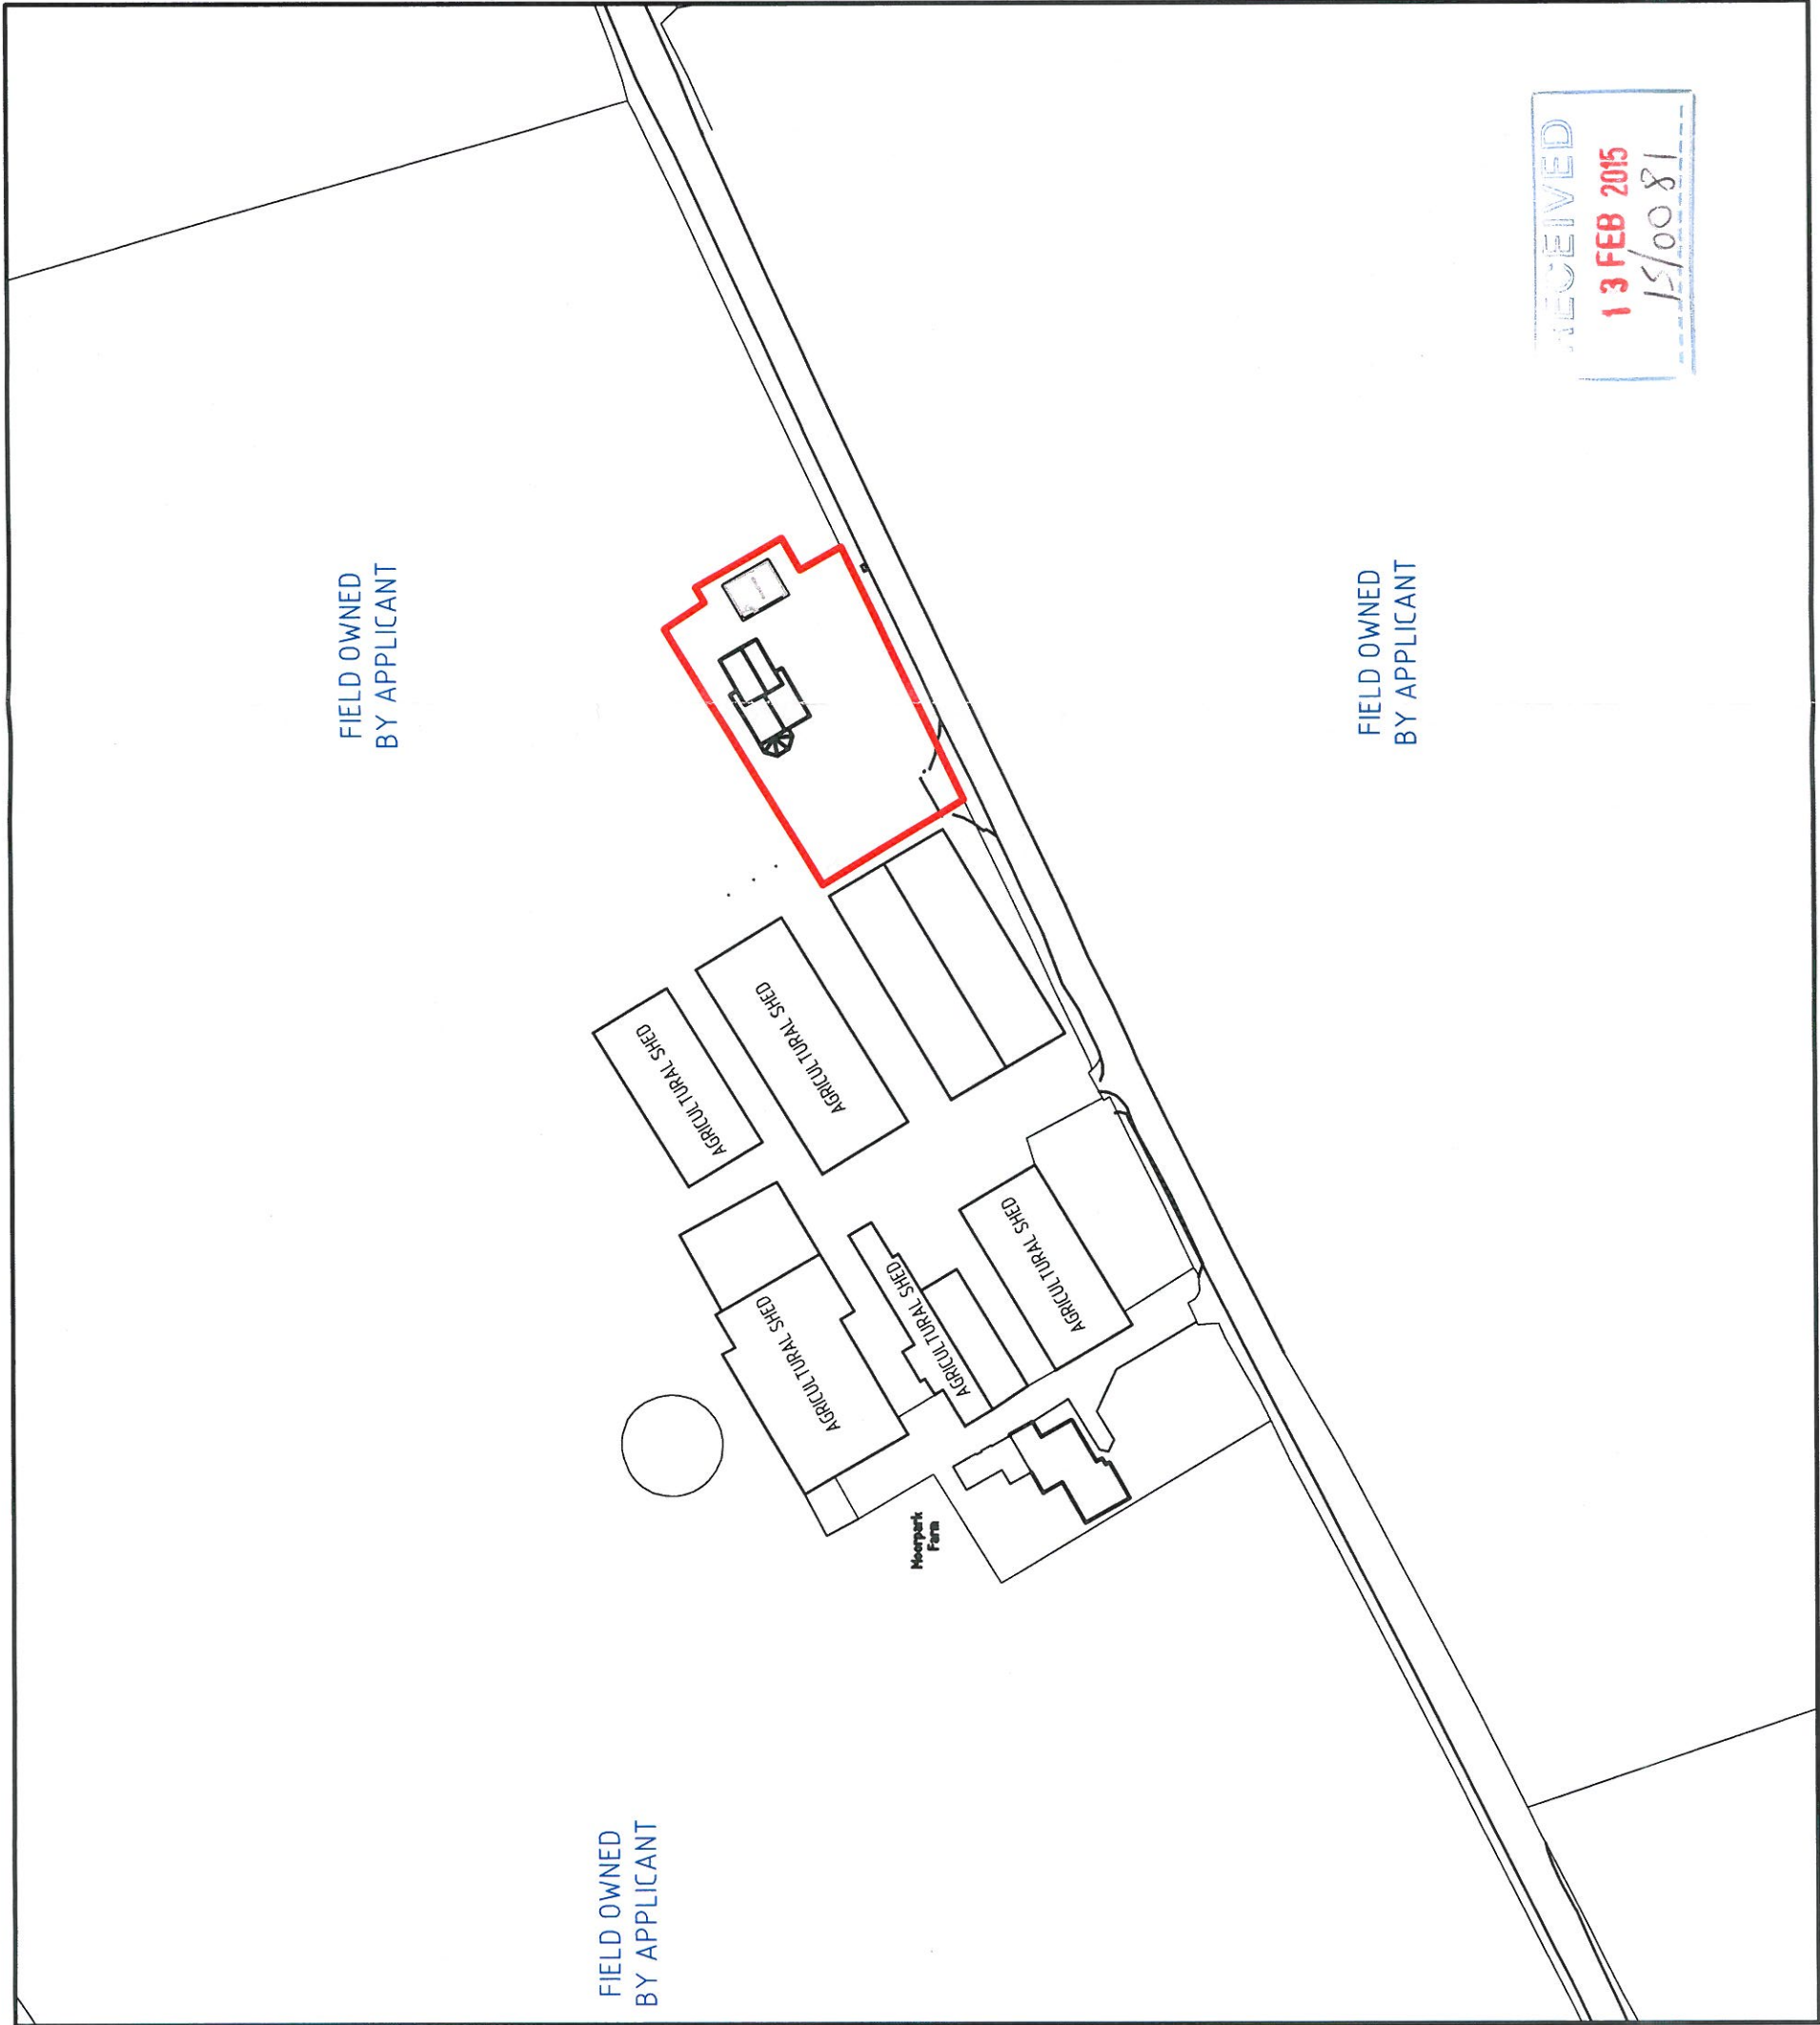 RECEIVED
13 FEB 2015
15/0081
FIELD OWNED
BY APPLICANT
FIELD OWNED
BY APPLICANT
AGRICULTURAL SHED
AGRICULTURAL SHED
AGRICULTURAL SHED
AGRICULTURAL SHED
AGRICULTURAL SHED
Moorpark
Farm
FIELD OWNED
BY APPLICANT